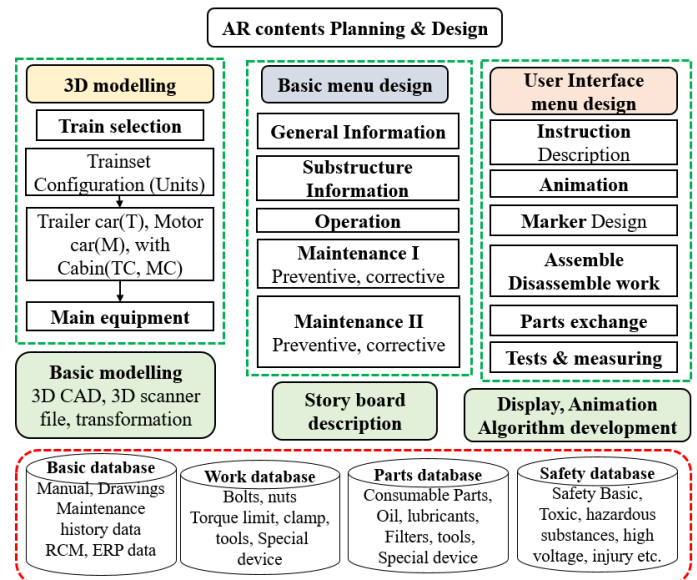 AR contents Planning & Design
3D modelling
Train selection
Trainset
Configuration (Units)
Trailer car(T), Motor
car(M), with
Cabin(TC, MC)
Main equipment
Basic modelling
3D CAD, 3D scanner
file, transformation
Basic menu design
General Information
Substructure
Information
Operation
Maintenance I
Preventive, corrective
Maintenance II
Preventive, corrective
Story board
description
User Interface
menu design
Instruction
Description
Animation
Marker Design
Assemble
Disassemble work
Parts exchange
Tests & measuring
Display, Animation
Algorithm development
Basic database
Manual, Drawings
Maintenance
history data
RCM, ERP data
Work database
Bolts, nuts
Torque limit, clamp,
tools, Special
device
Parts database
Consumable Parts,
Oil, lubricants,
Filters, tools,
Special device
Safety database
Safety Basic,
Toxic, hazardous
substances, high
voltage, injury etc.